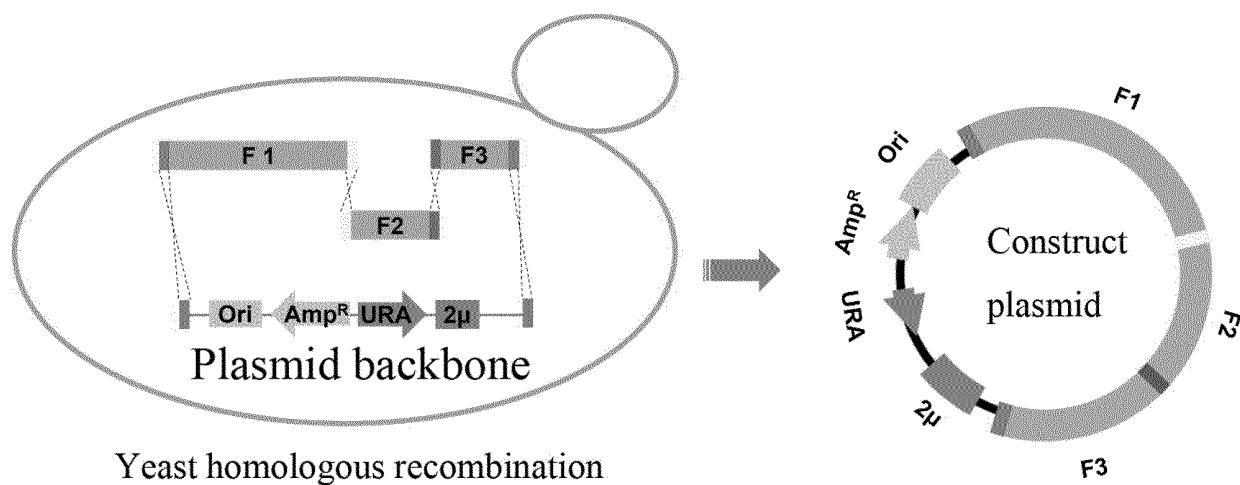 F 1
F3
F2
Ori
Amp^R
URA
2μ
Plasmid backbone
Yeast homologous recombination
F1
Ori
Amp^R
URA
2μ
F3
F2
Construct
plasmid